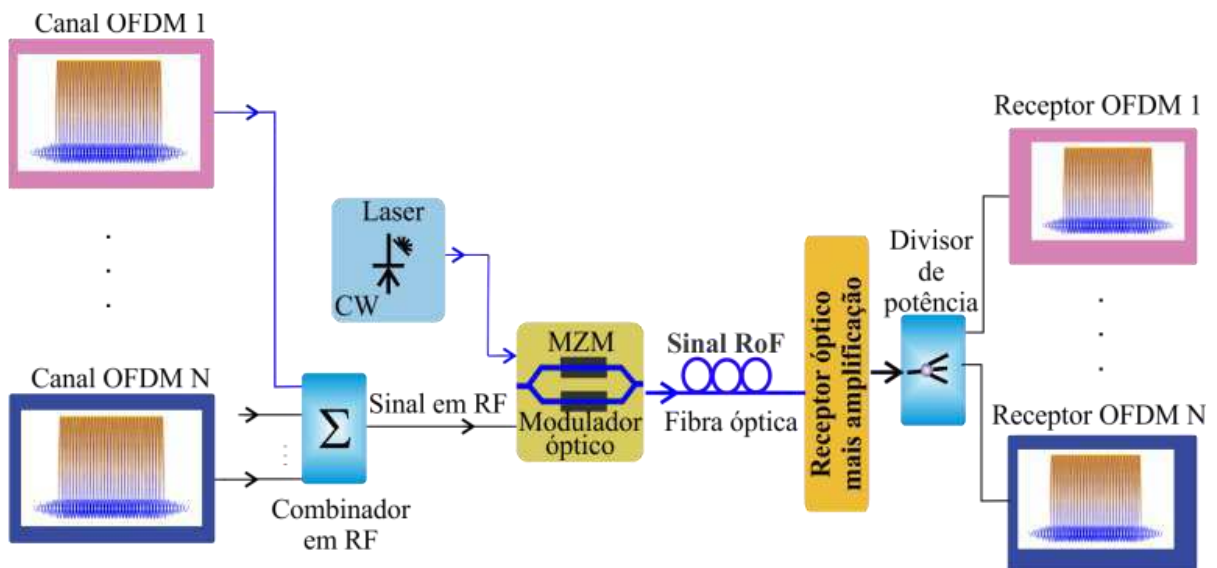 Canal OFDM 1
Canal OFDM N
Σ
Combinador
em RF
Sinal em RF
Laser
CW
MZM
Modulador
óptico
Sinal RoF
Fibra óptica
Receptor óptico
mais amplificação
Divisor
de
potência
Receptor OFDM 1
Receptor OFDM N